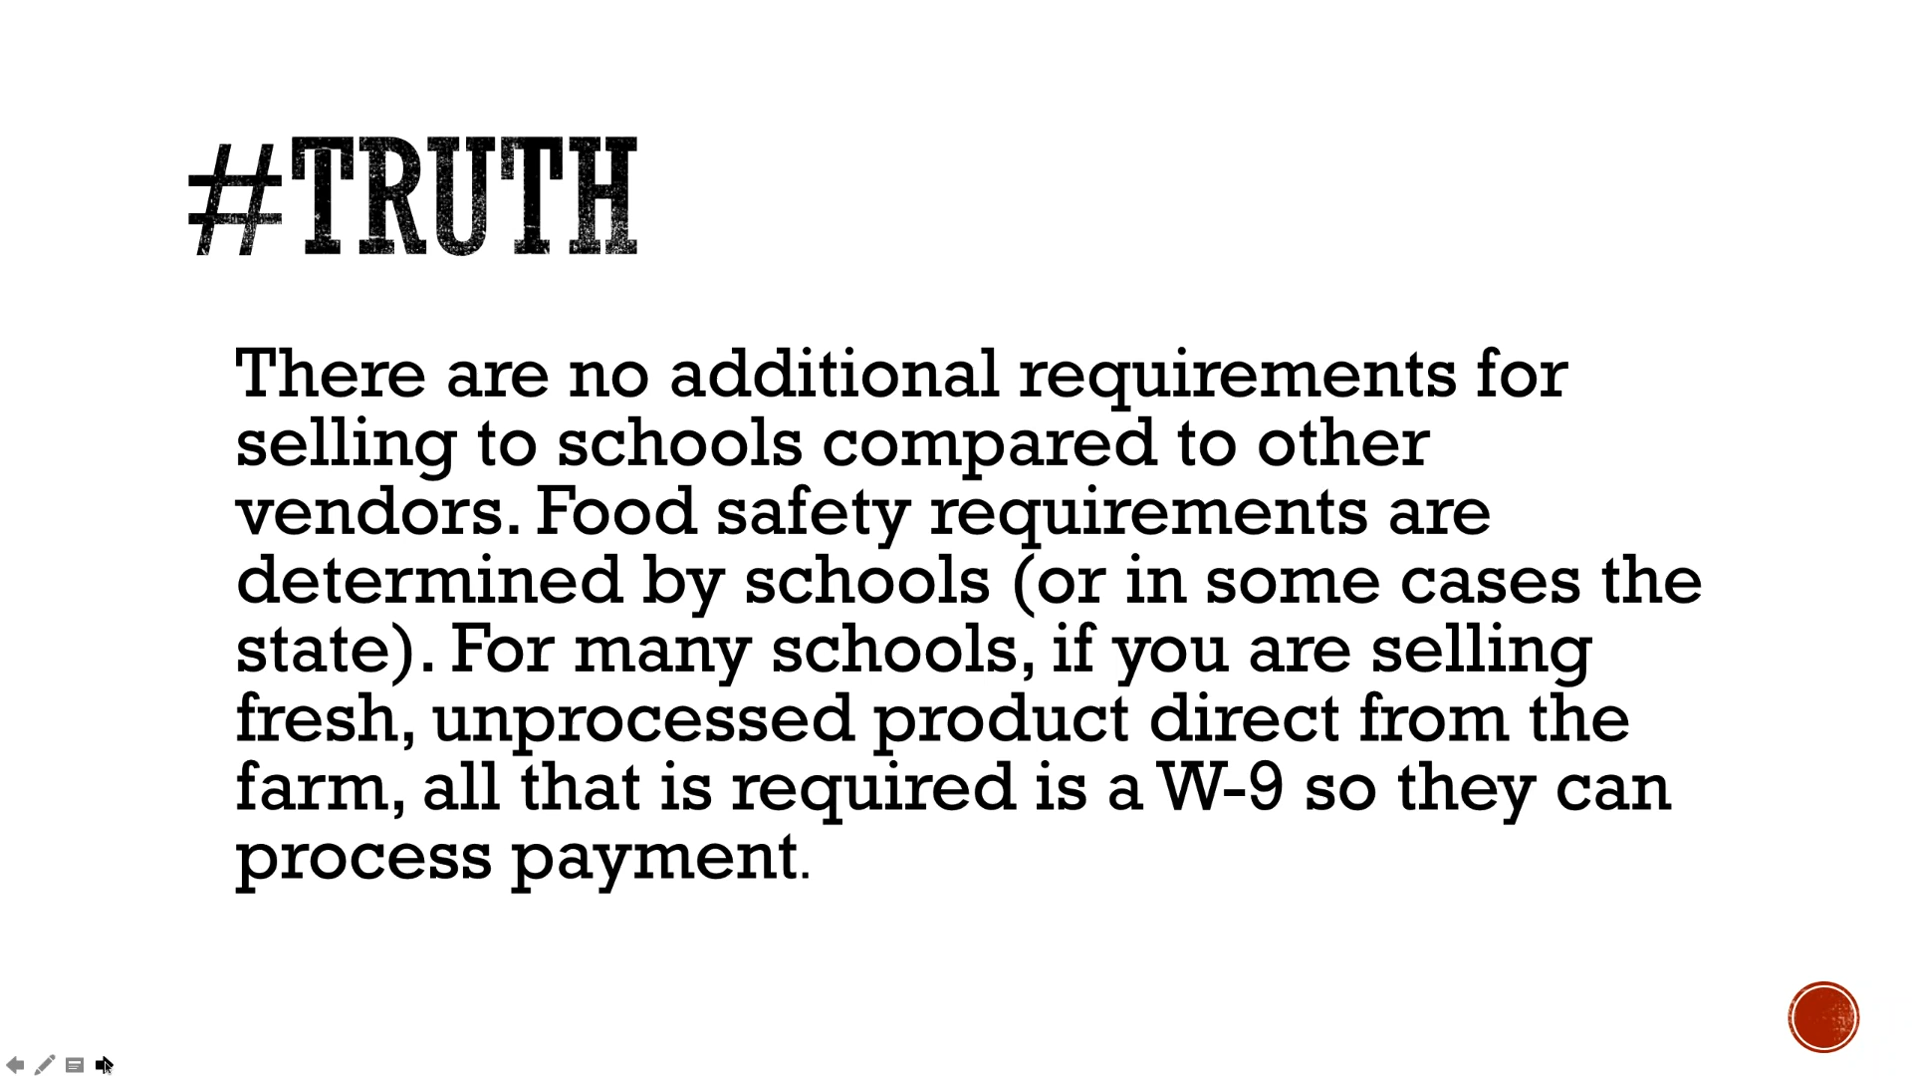 #TRUTH
There are no additional requirements for
selling to schools compared to other
vendors. Food safety requirements are
determined by schools (or in some cases the
state). For many schools, if you are selling
fresh, unprocessed product direct from the
farm, all that is required is a W-9 so they can
process payment.